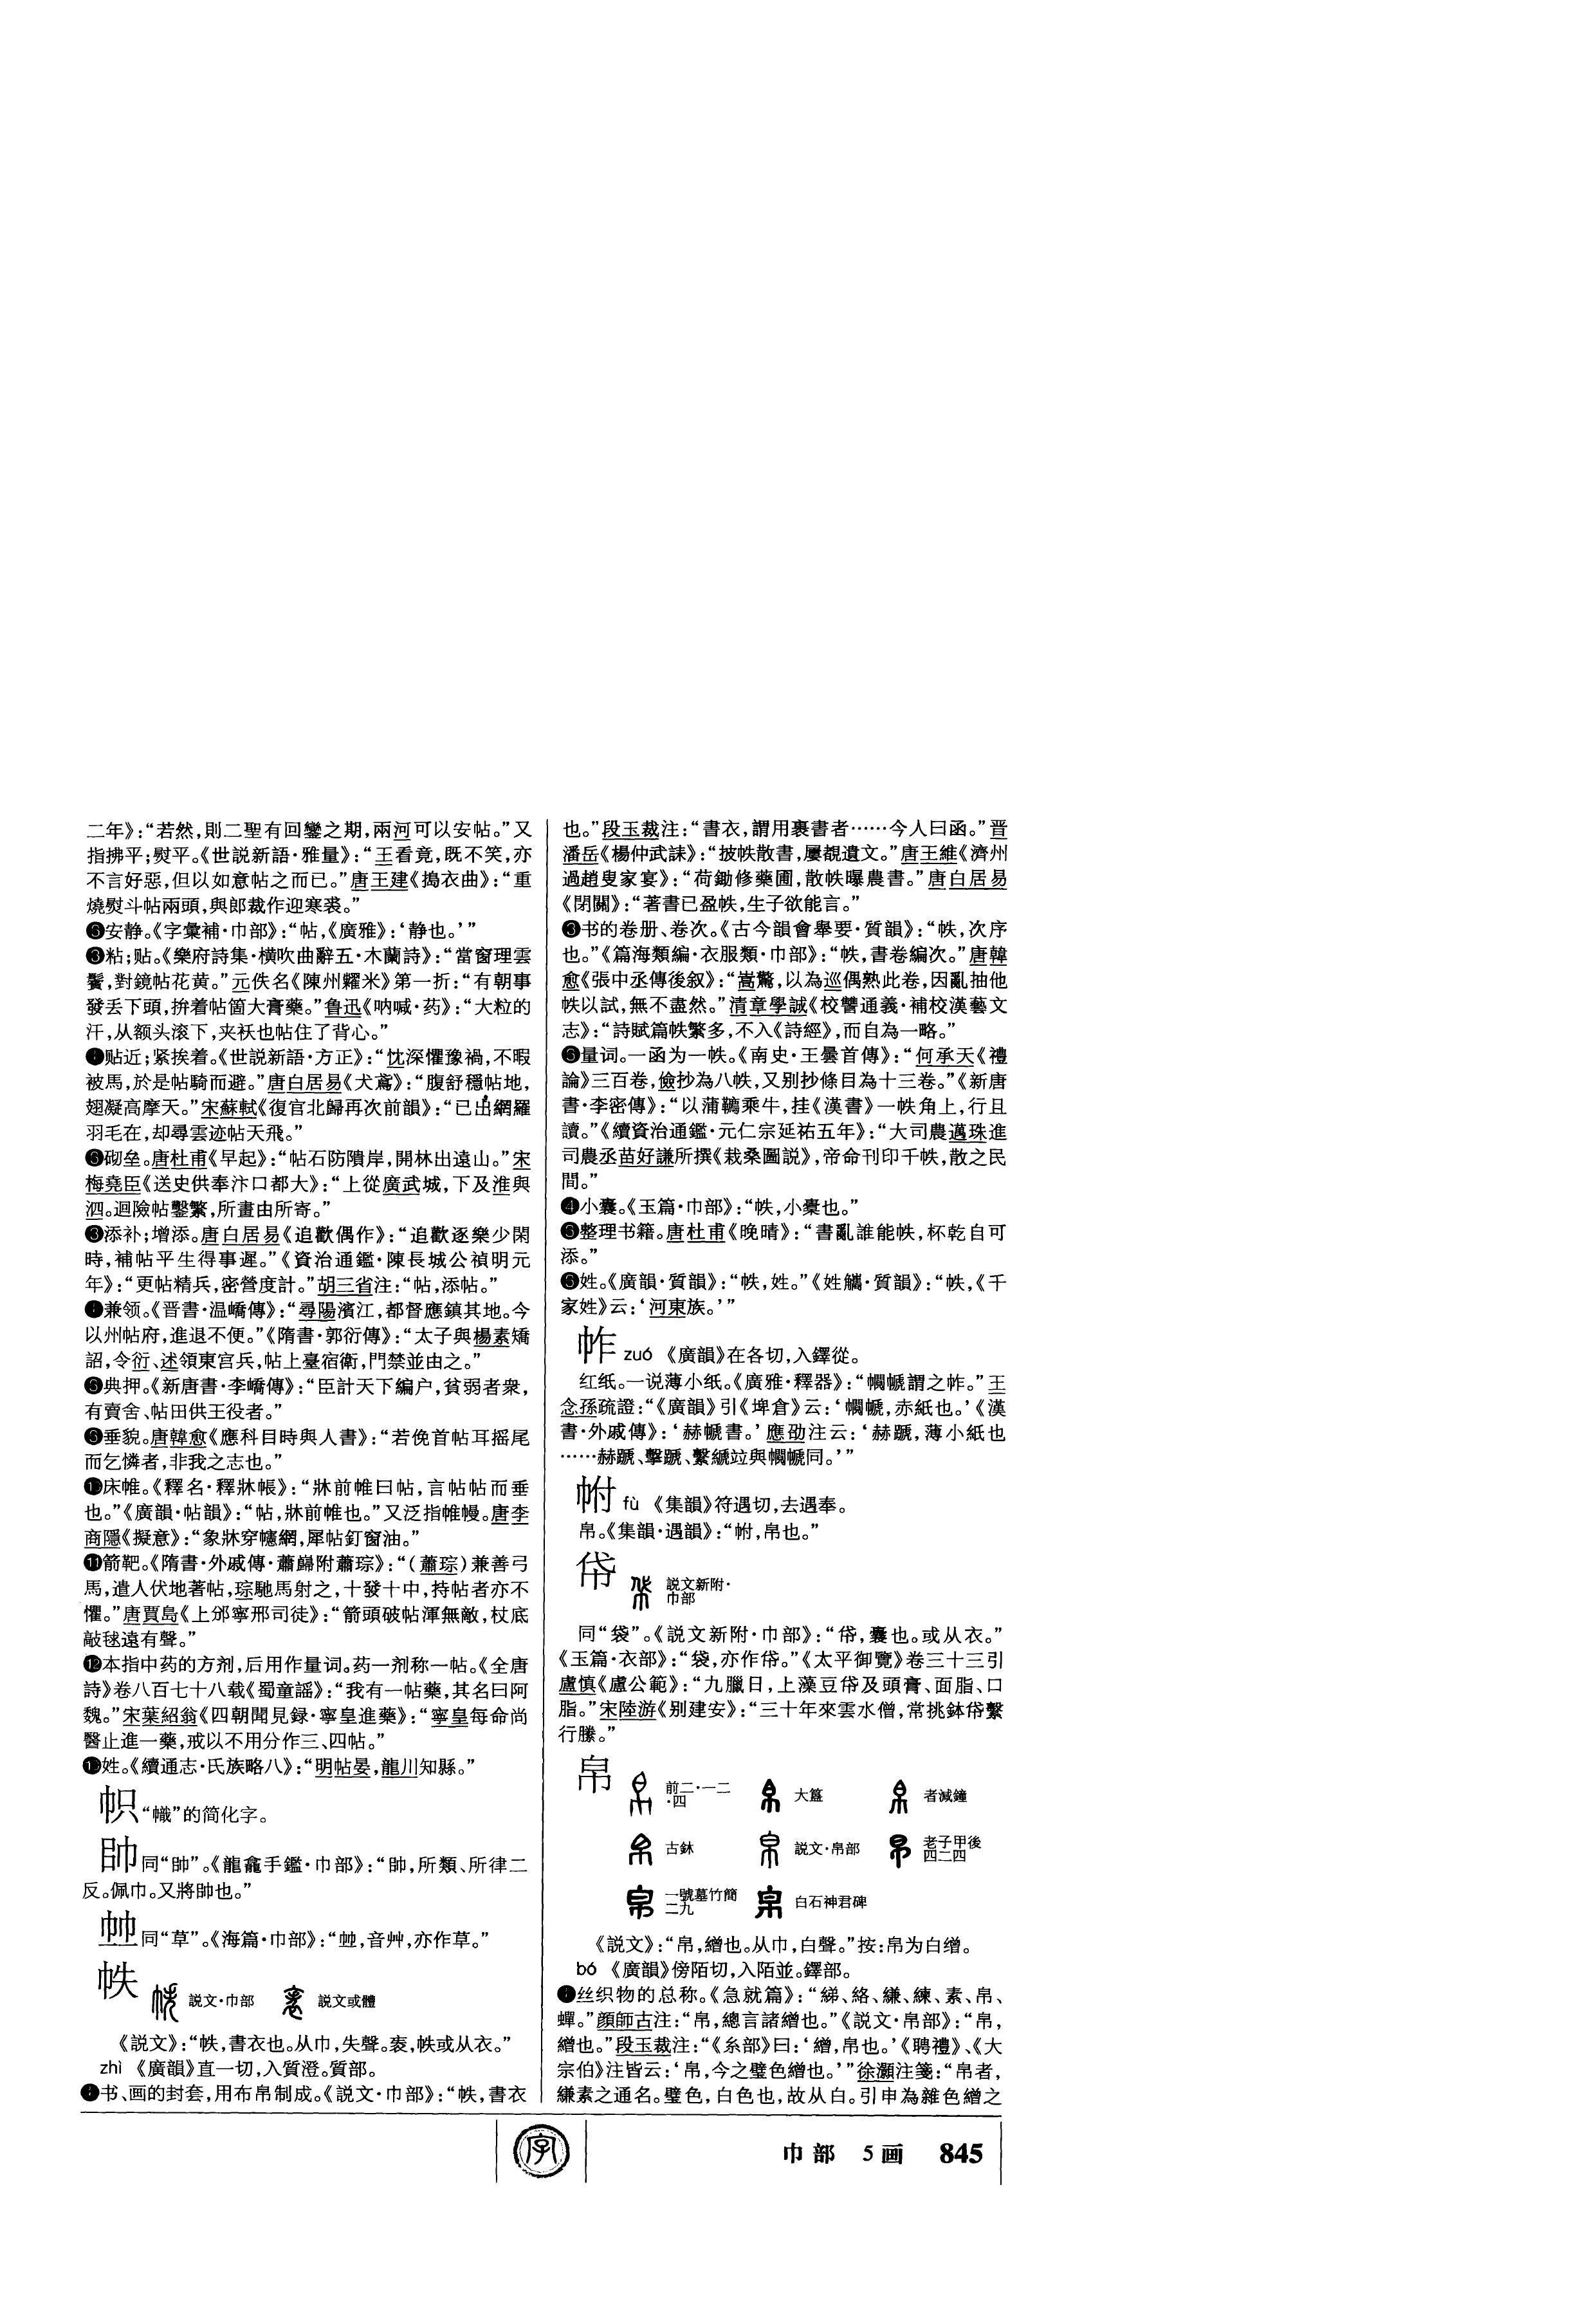 二年》：“若然，則二聖有回鑾之期，兩河可以安帖。”又
指拂平；熨平。《世説新語·雅量》：“王看竟，既不笑，亦
不言好惡，但以如意帖之而已。”唐王建《搗衣曲》：“重
燒熨斗帖兩頭，與郎裁作迎寒裘。”
安静。《字彙補·巾部》：“帖，《廣雅》：‘静也。’”
粘；贴。《樂府詩集·横吹曲辭五·木蘭詩》：“當窗理雲
鬢，對鏡帖花黄。”元佚名《陳州糶米》第一折：“有朝事
發丢下頭，拚着帖箇大膏藥。”鲁迅《呐喊·药》：“大粒的
汗，从额头滚下，夹袄也帖住了背心。”
贴近；紧挨着。《世説新語·方正》：“忱深懼豫禍，不暇
被馬，於是帖騎而避。”唐白居易《犬鳶》：“腹舒穩帖地，
翅凝高摩天。”宋蘇軾《復官北歸再次前韻》：“已出網羅
羽毛在，却尋雲迹帖天飛。”
砌垒。唐杜甫《早起》：“帖石防隤岸，開林出遠山。”宋
梅堯臣《送史供奉汴口都大》：“上從廣武城，下及淮與
泗。迴險帖鑿繁，所畫由所寄。”
添补；增添。唐白居易《追歡偶作》：“追歡逐樂少閑
時，補帖平生得事遲。”《資治通鑑·陳長城公禎明元
年》：“更帖精兵，密營度計。”胡三省注：“帖，添帖。”
兼领。《晋書·温嶠傳》：“尋陽濱江，都督應鎮其地。今
以州帖府，進退不便。”《隋書·郭衍傳》：“太子與楊素矯
詔，令衍、述領東宫兵，帖上臺宿衛，門禁並由之。”
典押。《新唐書·李嶠傳》：“臣計天下編户，貧弱者衆，
有賣舍、帖田供王役者。”
垂貌。唐韓愈《應科目時與人書》：“若俛首帖耳摇尾
而乞憐者，非我之志也。”
床帷。《釋名·釋牀帳》：“牀前帷曰帖，言帖帖而垂
也。”《廣韻·帖韻》：“帖，牀前帷也。”又泛指帷幔。唐李
商隱《擬意》：“象牀穿幰網，犀帖釘窗油。”
⓫箭靶。《隋書·外戚傳·蕭巋附蕭琮》：“（蕭琮）兼善弓
馬，遣人伏地著帖，琮馳馬射之，十發十中，持帖者亦不
懼。”唐賈島《上邠寧邢司徒》：“箭頭破帖渾無敵，杖底
敲毬遠有聲。”
⓬本指中药的方剂，后用作量词。药一剂称一帖。《全唐
詩》卷八百七十八载《蜀童謡》：“我有一帖藥，其名曰阿
魏。”宋葉紹翁《四朝聞見録·寧皇進藥》：“寧皇每命尚
醫止進一藥，戒以不用分作三、四帖。”
姓。《續通志·氏族略八》：“明帖晏，龍川知縣。”
帜“幟”的简化字。
同“帥”。《龍龕手鑑·巾部》：“帥，所類、所律二
反。佩巾。又將帥也。”
同“草”。《海篇·巾部》：“音艸，亦作草。”
帙 説文·巾部 説文或體
《説文》：“帙，書衣也。从巾，失聲。袠，帙或从衣。”
zhì 《廣韻》直一切，入質澄。質部。
❶书、画的封套，用布帛制成。《説文·巾部》：“帙，書衣
也。”段玉裁注：“書衣，謂用裹書者……今人曰函。”晋
潘岳《楊仲武誄》：“披帙散書，屢覩遺文。”唐王維《濟州
過趙叟家宴》：“荷鋤修藥圃，散帙曝農書。”唐白居易
《閉關》：“著書已盈帙，生子欲能言。”
书的卷册、卷次。《古今韻會舉要·質韻》：“帙，次序
也。”《篇海類編·衣服類·巾部》：“帙，書卷編次。”唐韓
愈《張中丞傳後叙》：“嵩驚，以為巡偶熟此卷，因亂抽他
帙以試，無不盡然。”清章學誠《校讐通義·補校漢藝文
志》：“詩賦篇帙繁多，不入《詩經》，而自為一略。”
量词。一函为一帙。《南史·王曇首傳》：“何承天《禮
論》三百卷，儉抄為八帙，又别抄條目為十三卷。”《新唐
書·李密傳》：“以蒲韉乘牛，挂《漢書》一帙角上，行且
讀。”《續資治通鑑·元仁宗延祐五年》：“大司農邁珠進
司農丞苗好謙所撰《栽桑圖説》，帝命刊印千帙，散之民
間。”
❹小囊。《玉篇·巾部》：“帙，小橐也。”
❺整理书籍。唐杜甫《晚晴》：“書亂誰能帙，杯乾自可
添。”
❻姓。《廣韻·質韻》：“帙，姓。”《姓觿·質韻》：“帙，《千
家姓》云：‘河東族。’”
㤰 zuó 《廣韻》在各切，入鐸從。
红纸。一说薄小纸。《廣雅·釋器》：“㡡㡗謂之。”王
念孫疏證：“《廣韻》引《埤倉》云：‘，赤紙也。’《漢
書·外戚傳》：‘赫書。’應劭注云：‘赫蹏，薄小紙也
……赫蹏、擊蹏、繫䋶竝與同。’”
fù 《集韻》符遇切，去遇奉。
帛。《集韻·遇韻》：“，帛也。”
帒 説文新附·巾部
同“袋”。《説文新附·巾部》：“帒，囊也。或从衣。”
《玉篇·衣部》：“袋，亦作帒。”《太平御覽》卷三十三引
盧慎《盧公範》：“九臘日，上藻豆帒及頭膏、面脂、口
脂。”宋陸游《别建安》：“三十年來雲水僧，常挑鉢帒繫
行縢。”
帛 前二·一二·四 大簋 者減鐘
古鉢 説文·帛部 老子甲後四二四
一號墓竹簡二九 白石神君碑
《説文》：“帛，繒也。从巾，白聲。”按：帛为白缯。
bó 《廣韻》傍陌切，入陌並。鐸部。
❶丝织物的总称。《急就篇》：“綈、絡、縑、練、素、帛、
蟬。”顔師古注：“帛，總言諸繒也。”《説文·帛部》：“帛，
繒也。”段玉裁注：“《糸部》曰：‘繒，帛也。’《聘禮》、《大
宗伯》注皆云：‘帛，今之璧色繒也。’”徐灝注箋：“帛者，
縑素之通名。璧色，白色也，故从白。引申為雜色繒之
字
巾部 5画 845